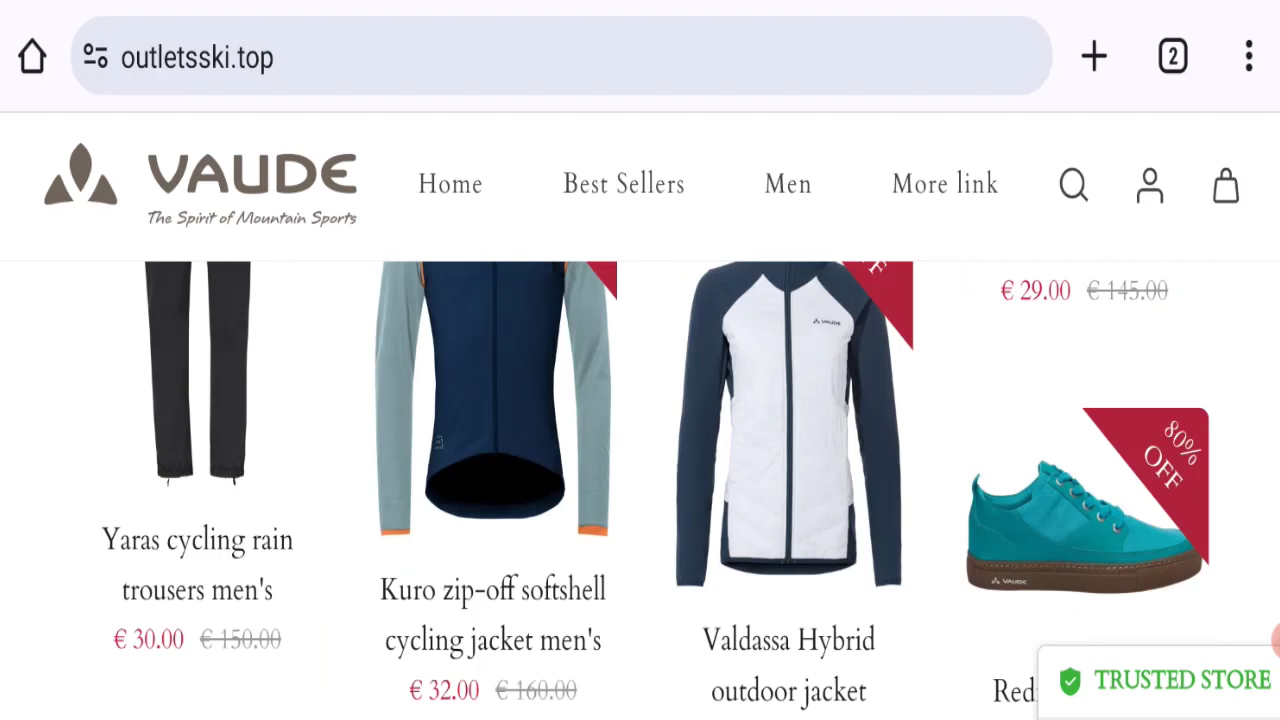 outletsski.top
2
VAUDE
The Spirit of Mountain Sports
Home
Best Sellers
Men
More link
€ 29.00 € 145.00
VAUDE
80%
OFF
VAUDE
Yaras cycling rain
trousers men's
€ 30.00 € 150.00
Kuro zip-off softshell
cycling jacket men's
€ 32.00 € 160.00
Valdassa Hybrid
outdoor jacket
TRUSTED STORE